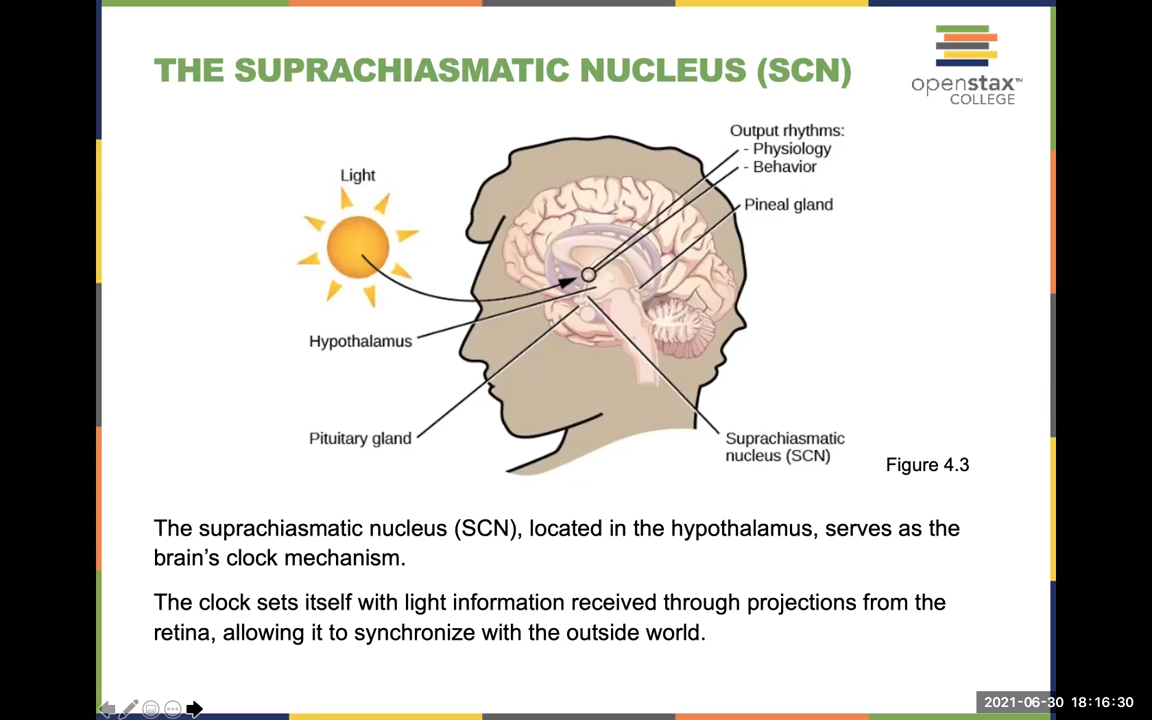 THE SUPRACHIASMATIC NUCLEUS (SCN)
openstax™
COLLEGE
Output rhythms:
- Physiology
- Behavior
Light
Pineal gland
Hypothalamus
Pituitary gland
Suprachiasmatic
nucleus (SCN)
Figure 4.3
The suprachiasmatic nucleus (SCN), located in the hypothalamus, serves as the
brain’s clock mechanism.
The clock sets itself with light information received through projections from the
retina, allowing it to synchronize with the outside world.
2021-06-30 18:16:30